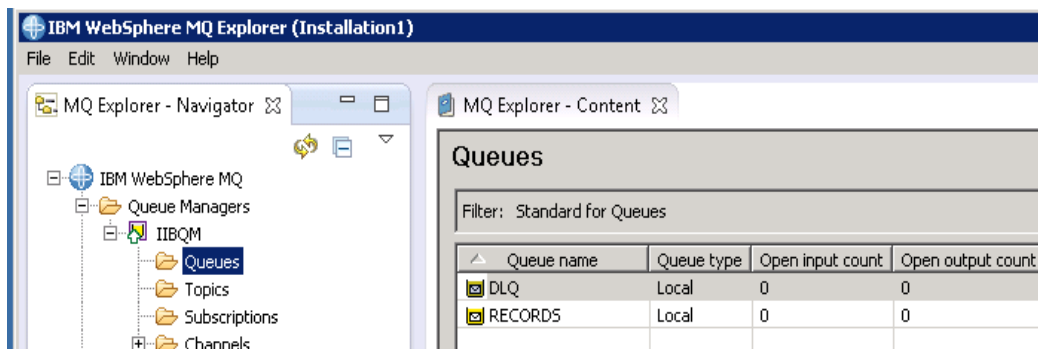 IBM WebSphere MQ Explorer (Installation1)
File Edit Window Help
MQ Explorer - Navigator
IBM WebSphere MQ
Queue Managers
IIBQM
Queues
Topics
Subscriptions
Channels
MQ Explorer - Content
Queues
Filter: Standard for Queues
Queue name Queue type Open input count Open output count
DLQ Local 0 0
RECORDS Local 0 0